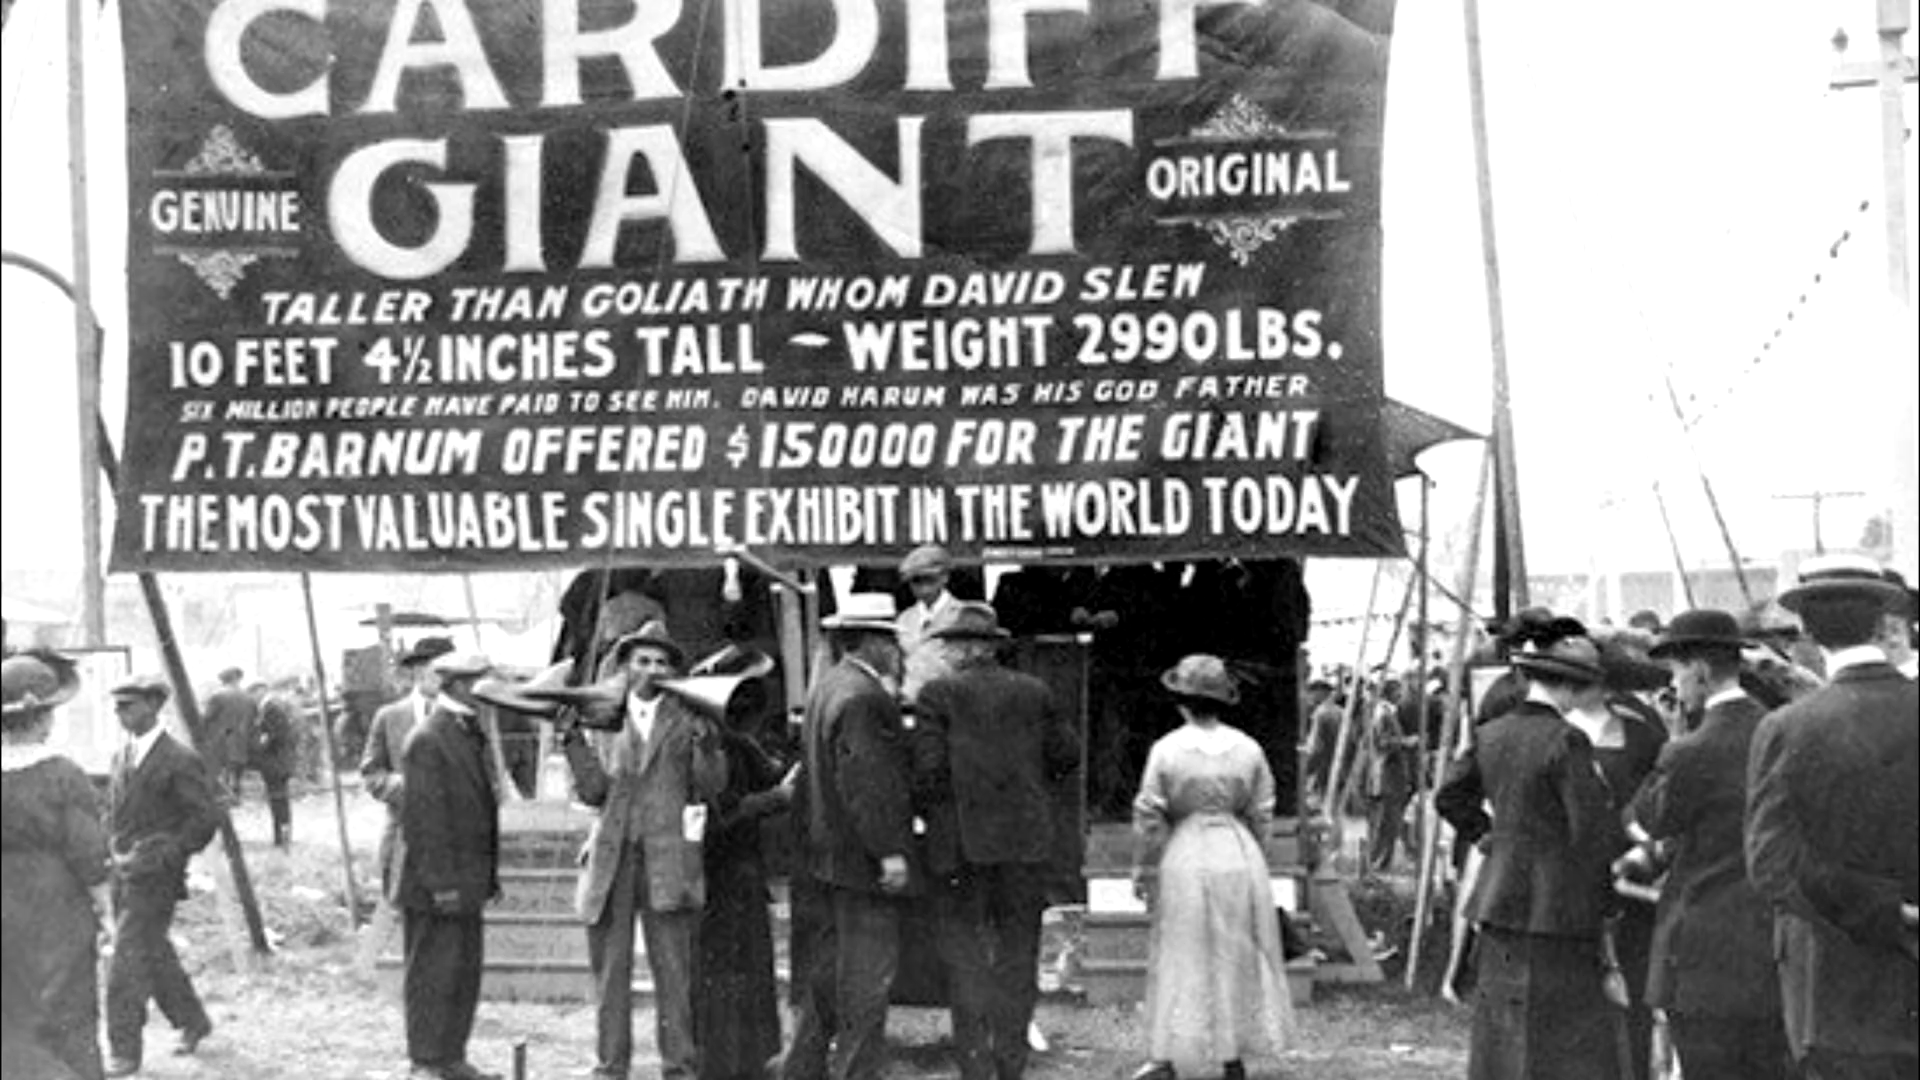 CARDIFF
GIANT
GENUINE
ORIGINAL
TALLER THAN GOLIATH WHOM DAVID SLEW
10 FEET 4½ INCHES TALL - WEIGHT 2990 LBS.
SIX MILLION PEOPLE HAVE PAID TO SEE HIM. DAVID HARUM WAS HIS GOD FATHER
P.T. BARNUM OFFERED $150000 FOR THE GIANT
THE MOST VALUABLE SINGLE EXHIBIT IN THE WORLD TODAY